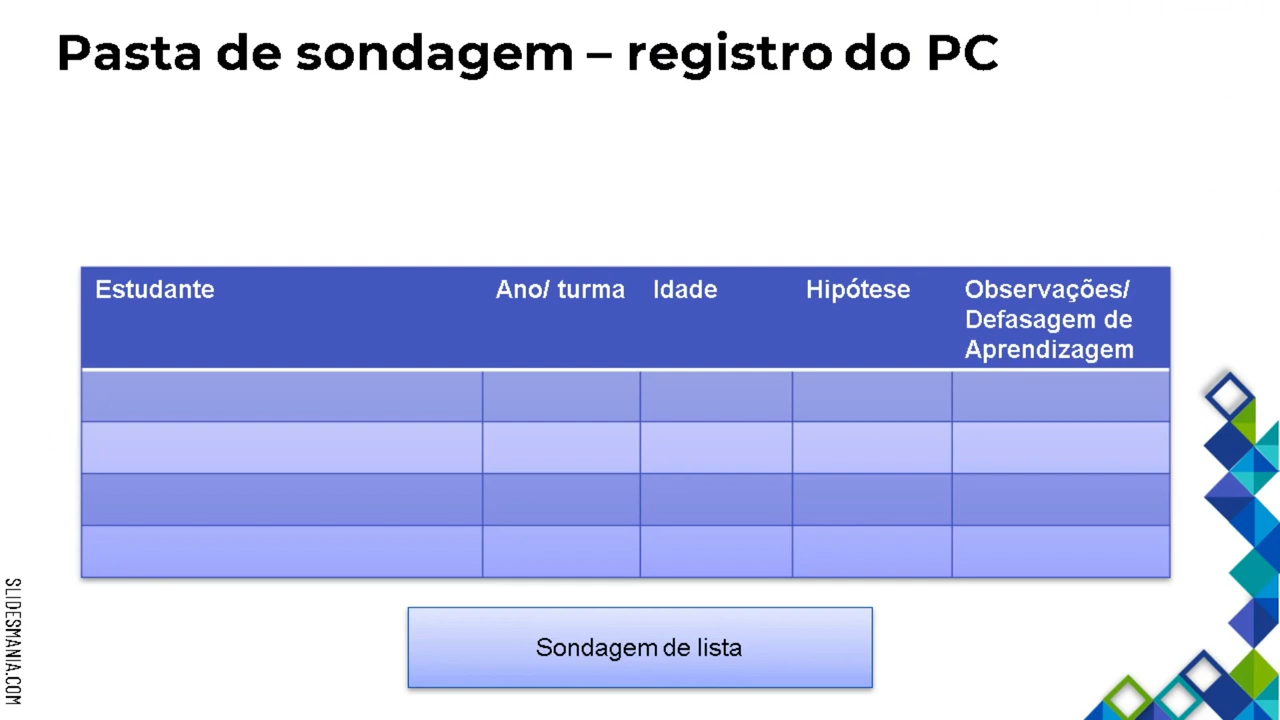 Pasta de sondagem – registro do PC
Estudante
Ano/ turma
Idade
Hipótese
Observações/
Defasagem de
Aprendizagem
Sondagem de lista
SLIDESMANIA.COM